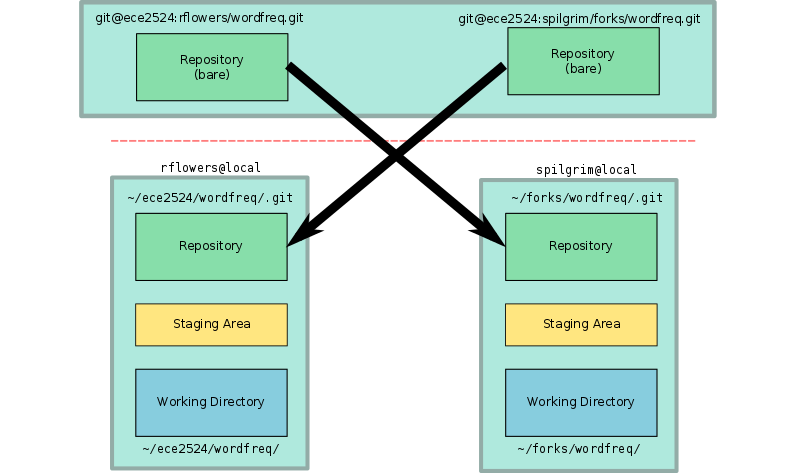 git@ece2524:rflowers/wordfreq.git
git@ece2524:spilgrim/forks/wordfreq.git
Repository
(bare)
Repository
(bare)
rflowers@local
~/ece2524/wordfreq/.git
Repository
Staging Area
Working Directory
~/ece2524/wordfreq/
spilgrim@local
~/forks/wordfreq/.git
Repository
Staging Area
Working Directory
~/forks/wordfreq/